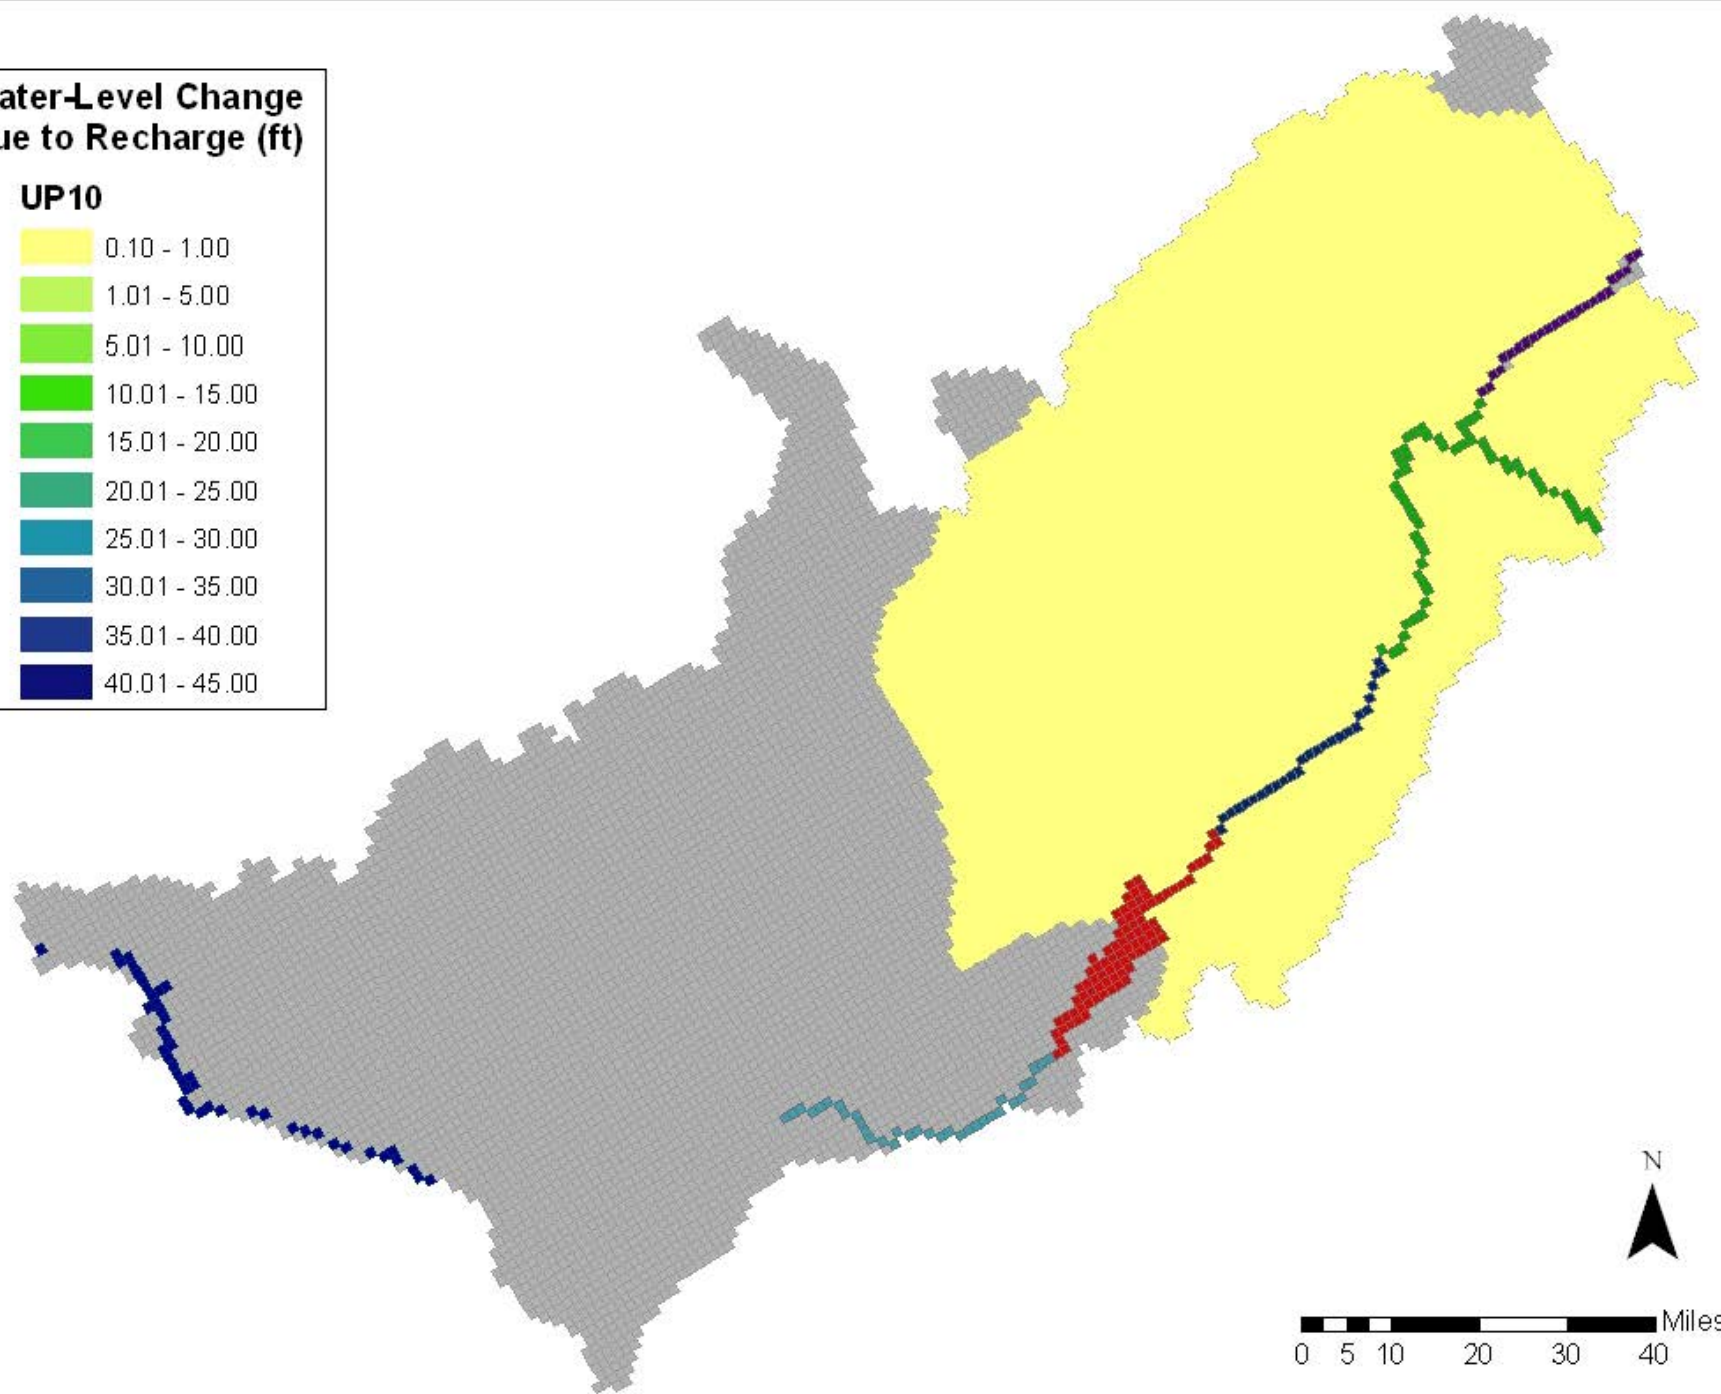 ater-Level Change
ue to Recharge (ft)
UP10
0.10 - 1.00
1.01 - 5.00
5.01 - 10.00
10.01 - 15.00
15.01 - 20.00
20.01 - 25.00
25.01 - 30.00
30.01 - 35.00
35.01 - 40.00
40.01 - 45.00
N
Miles
0 5 10 20 30 40